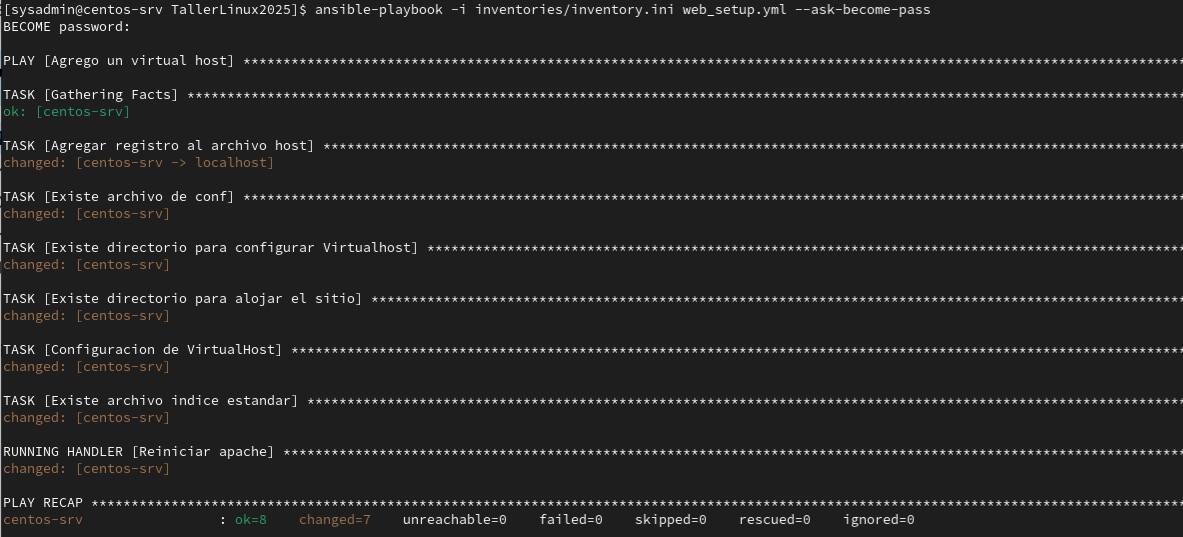 [sysadmin@centos-srv TallerLinux2025]$ ansible-playbook -i inventories/inventory.ini web_setup.yml --ask-become-pass
BECOME password:
PLAY [Agrego un virtual host] ****************************************************************************************************************************
TASK [Gathering Facts] ***********************************************************************************************************************************
ok: [centos-srv]
TASK [Agregar registro al archivo host] ******************************************************************************************************************
changed: [centos-srv -> localhost]
TASK [Existe archivo de conf] ****************************************************************************************************************************
changed: [centos-srv]
TASK [Existe directorio para configurar Virtualhost] *****************************************************************************************************
changed: [centos-srv]
TASK [Existe directorio para alojar el sitio] ************************************************************************************************************
changed: [centos-srv]
TASK [Configuracion de VirtualHost] **********************************************************************************************************************
changed: [centos-srv]
TASK [Existe archivo indice estandar] ********************************************************************************************************************
changed: [centos-srv]
RUNNING HANDLER [Reiniciar apache] ***********************************************************************************************************************
changed: [centos-srv]
PLAY RECAP ***********************************************************************************************************************************************
centos-srv                 : ok=8    changed=7    unreachable=0    failed=0    skipped=0    rescued=0    ignored=0